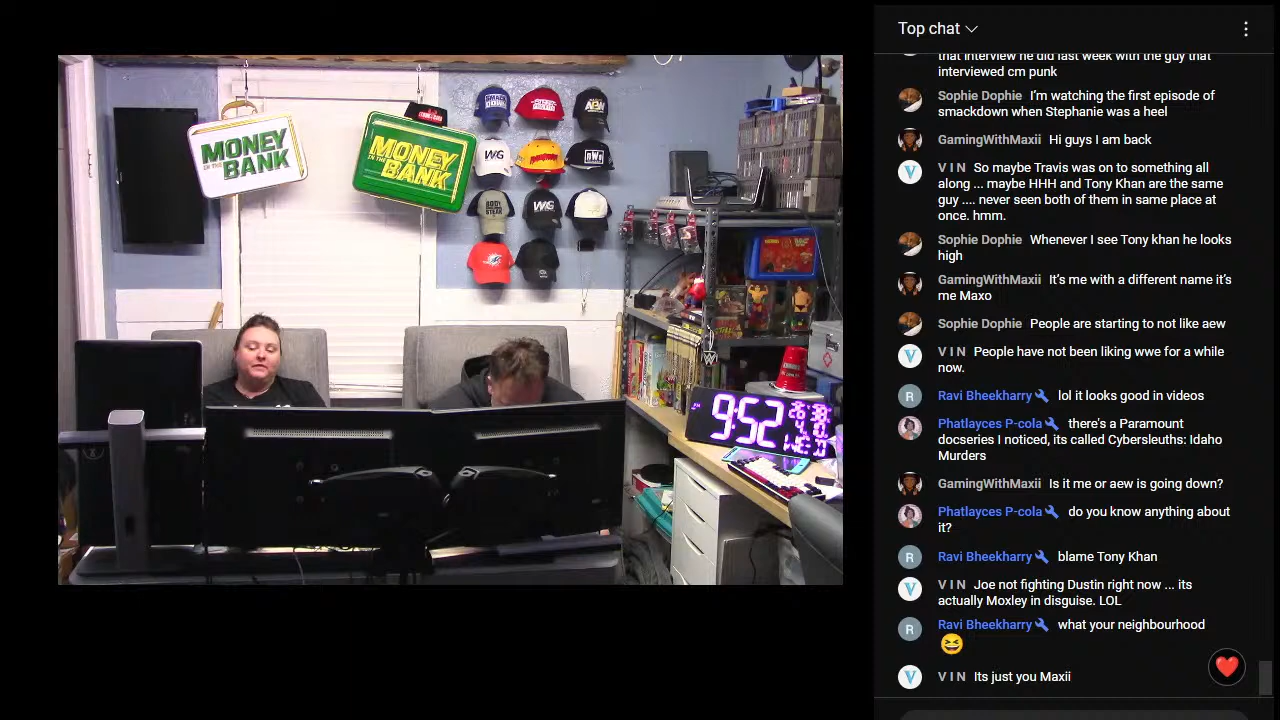 MONEY
IN THE
BANK
MONEY
IN THE
BANK
WG
nWo
WG
9:52
Top chat
that interview he did last week with the guy that
interviewed cm punk
Sophie Dophie I'm watching the first episode of
smackdown when Stephanie was a heel
GamingWithMaxii Hi guys I am back
V I N So maybe Travis was on to something all
along ... maybe HHH and Tony Khan are the same
guy .... never seen both of them in same place at
once. hmm.
Sophie Dophie Whenever I see Tony khan he looks
high
GamingWithMaxii It's me with a different name it's
me Maxo
Sophie Dophie People are starting to not like aew
V I N People have not been liking wwe for a while
now.
Ravi Bheekharry lol it looks good in videos
Phatlayces P-cola there's a Paramount
docseries I noticed, its called Cybersleuths: Idaho
Murders
GamingWithMaxii Is it me or aew is going down?
Phatlayces P-cola do you know anything about
it?
Ravi Bheekharry blame Tony Khan
V I N Joe not fighting Dustin right now ... its
actually Moxley in disguise. LOL
Ravi Bheekharry what your neighbourhood
😆
V I N Its just you Maxii